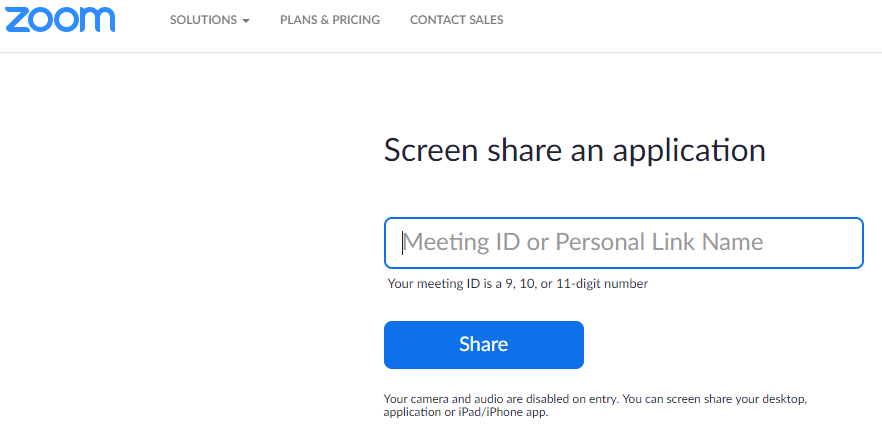 zoom SOLUTIONS PLANS & PRICING CONTACT SALES
Screen share an application
Meeting ID or Personal Link Name
Your meeting ID is a 9, 10, or 11-digit number
Share
Your camera and audio are disabled on entry. You can screen share your desktop,
application or iPad/iPhone app.